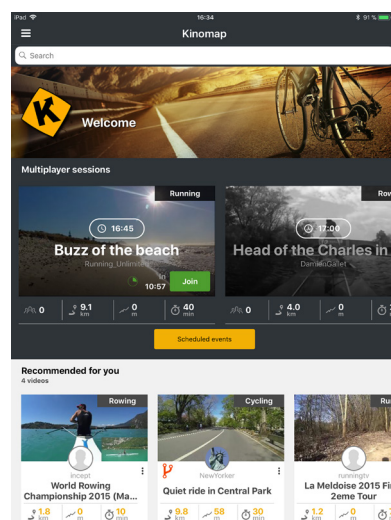 iPad 16:34 91 %
Kinomap
Search
K
Welcome
Multiplayer sessions
Running
16:45
Buzz of the beach
Running_Unlimited
in
10:57
Join
0
9.1
km
0
m
40
min
Row
17:00
Head of the Charles in
DamienGallet
0
4.0
km
0
m
Scheduled events
Recommended for you
4 videos
Rowing
incept
World Rowing
Championship 2015 (Ma...
1.8
km
0
m
10
min
Cycling
NewYorker
Quiet ride in Central Park
9.8
km
58
m
30
min
Ru
runningtv
La Meldoise 2015 Fi
2eme Tour
1.2
km
0
m